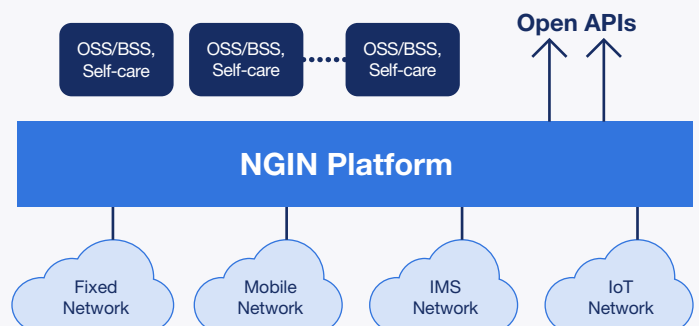 Open APIs
OSS/BSS,
Self-care
OSS/BSS,
Self-care
OSS/BSS,
Self-care
NGIN Platform
Fixed
Network
Mobile
Network
IMS
Network
IoT
Network